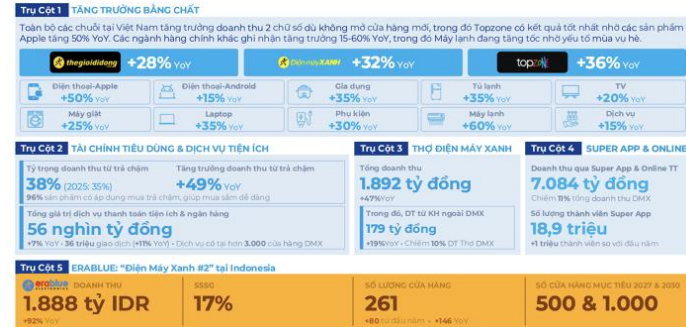 Trụ Cột 1 TĂNG TRƯỞNG BẰNG CHẤT
Toàn bộ các chuỗi tại Việt Nam tăng trưởng doanh thu 2 chữ số dù không mở cửa hàng mới, trong đó Topzone có kết quả tốt nhất nhờ các sản phẩm
Apple tăng 50% YoY. Các ngành hàng chính khác ghi nhận tăng trưởng 15-60% YoY, trong đó Máy lạnh đang tăng tốc nhờ yếu tố mùa vụ hè.
thegioididong +28% YoY
Điện máy XANH +32% YoY
topzone +36% YoY
Điện thoại-Apple
+50% YoY
Điện thoại-Android
+15% YoY
Gia dụng
+35% YoY
Tủ lạnh
+35% YoY
TV
+20% YoY
Máy giặt
+25% YoY
Laptop
+35% YoY
Phụ kiện
+30% YoY
Máy lạnh
+60% YoY
Dịch vụ
+15% YoY
Trụ Cột 2 TÀI CHÍNH TIÊU DÙNG & DỊCH VỤ TIỆN ÍCH
Tỷ trọng doanh thu từ trả chậm
38% (2025: 35%)
Tăng trưởng doanh thu từ trả chậm
+49% YoY
96% sản phẩm có áp dụng mua trả chậm, giúp mua sắm dễ dàng
Tổng giá trị dịch vụ thanh toán tiện ích & ngân hàng
56 nghìn tỷ đồng
+7% YoY - 36 triệu giao dịch (+11% YoY) - Dịch vụ có tại hơn 3.000 cửa hàng DMX
Trụ Cột 3 THỢ ĐIỆN MÁY XANH
Tổng doanh thu
1.892 tỷ đồng
+47%YoY
Trong đó, DT từ KH ngoài DMX
179 tỷ đồng
+19%YoY - Chiếm 10% DT Thợ DMX
Trụ Cột 4 SUPER APP & ONLINE
Doanh thu qua Super App & Online TT
7.084 tỷ đồng
Chiếm 11% tổng doanh thu DMX
Số lượng thành viên Super App
18,9 triệu
+1 triệu thành viên so với đầu năm
Trụ Cột 5 ERABLUE: “Điện Máy Xanh #2” tại Indonesia
erablue DOANH THU
1.888 tỷ IDR
+92% YoY
SSSG
17%
SỐ LƯỢNG CỬA HÀNG
261
+80 từ đầu năm + +146 YoY
SỐ CỬA HÀNG MỤC TIÊU 2027 & 2030
500 & 1.000